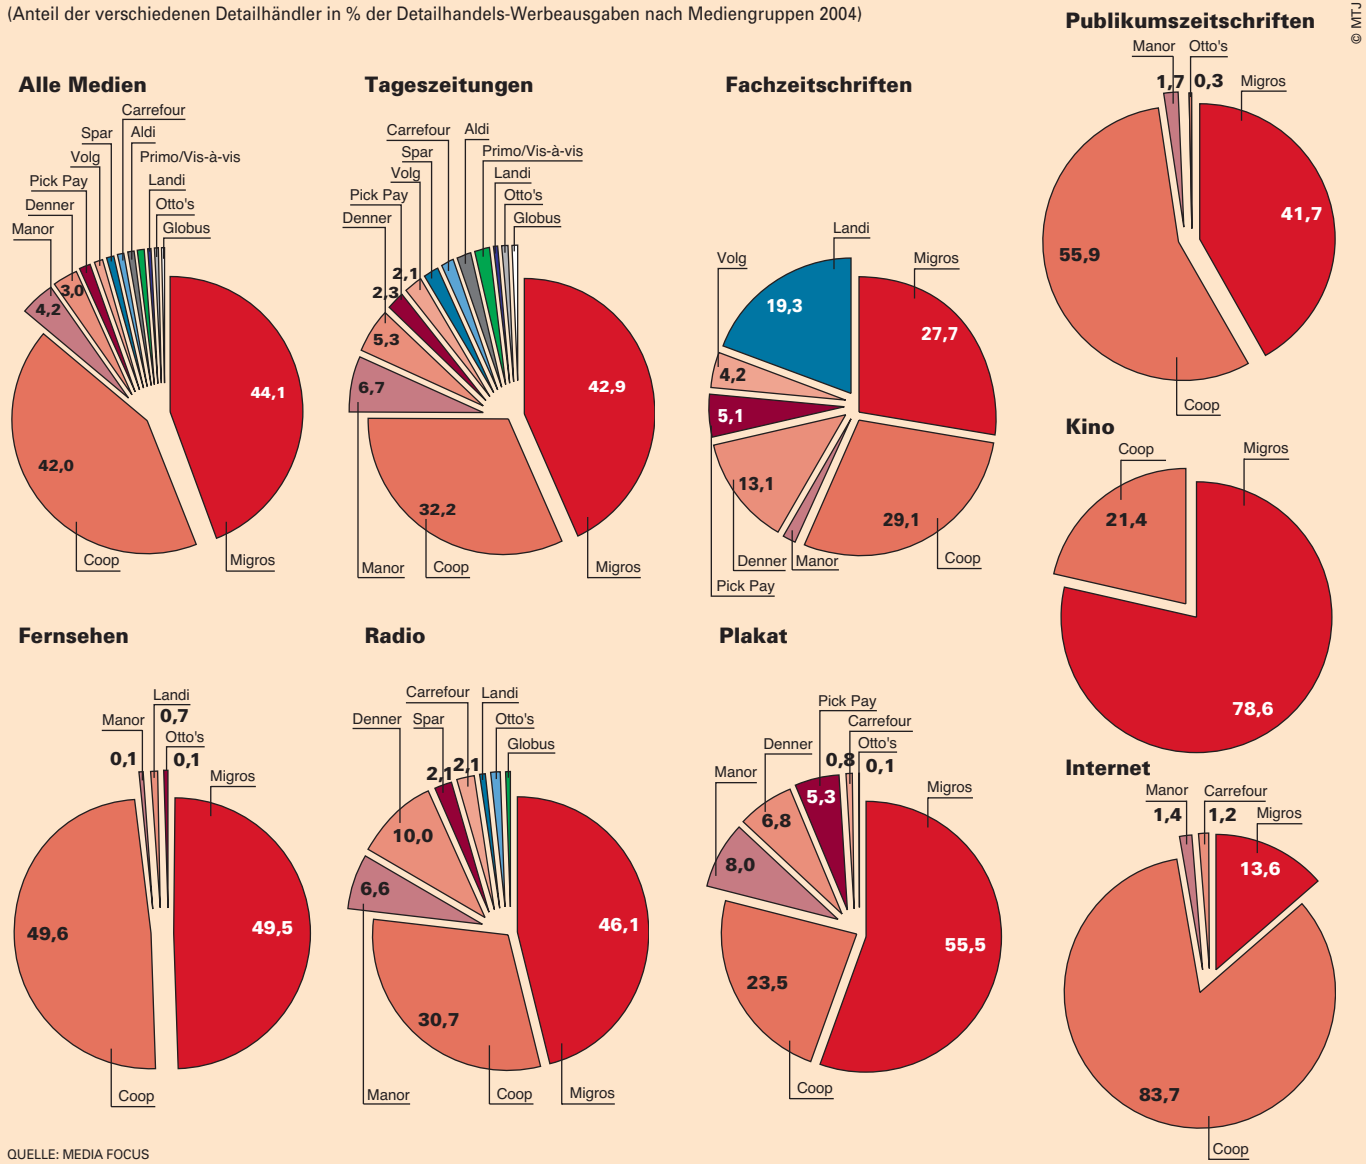 (Anteil der verschiedenen Detailhändler in % der Detailhandels-Werbeausgaben nach Mediengruppen 2004)
© MTJ
Alle Medien
Carrefour
Spar
Aldi
Volg
Primo/Vis-à-vis
Pick Pay
Landi
Denner
Otto's
Manor
Globus
3,0
4,2
44,1
42,0
Coop
Migros
Tageszeitungen
Carrefour
Aldi
Spar
Primo/Vis-à-vis
Volg
Landi
Pick Pay
Otto's
Denner
Globus
2,1
2,3
5,3
6,7
42,9
32,2
Manor
Coop
Migros
Fachzeitschriften
Landi
Volg
Migros
19,3
27,7
4,2
5,1
13,1
29,1
Denner
Manor
Coop
Pick Pay
Publikumszeitschriften
Manor
Otto's
1,7
0,3
Migros
41,7
55,9
Coop
Kino
Coop
Migros
21,4
78,6
Fernsehen
Landi
0,7
Manor
Otto's
0,1
0,1
Migros
49,6
49,5
Coop
Radio
Carrefour
Landi
Denner
Spar
Otto's
Globus
2,1
2,1
10,0
6,6
46,1
30,7
Manor
Coop
Migros
Plakat
Pick Pay
Carrefour
Denner
Otto's
0,8
0,1
Manor
Migros
5,3
6,8
8,0
55,5
23,5
Coop
Internet
Manor
Carrefour
1,4
1,2
Migros
13,6
83,7
Coop
QUELLE: MEDIA FOCUS